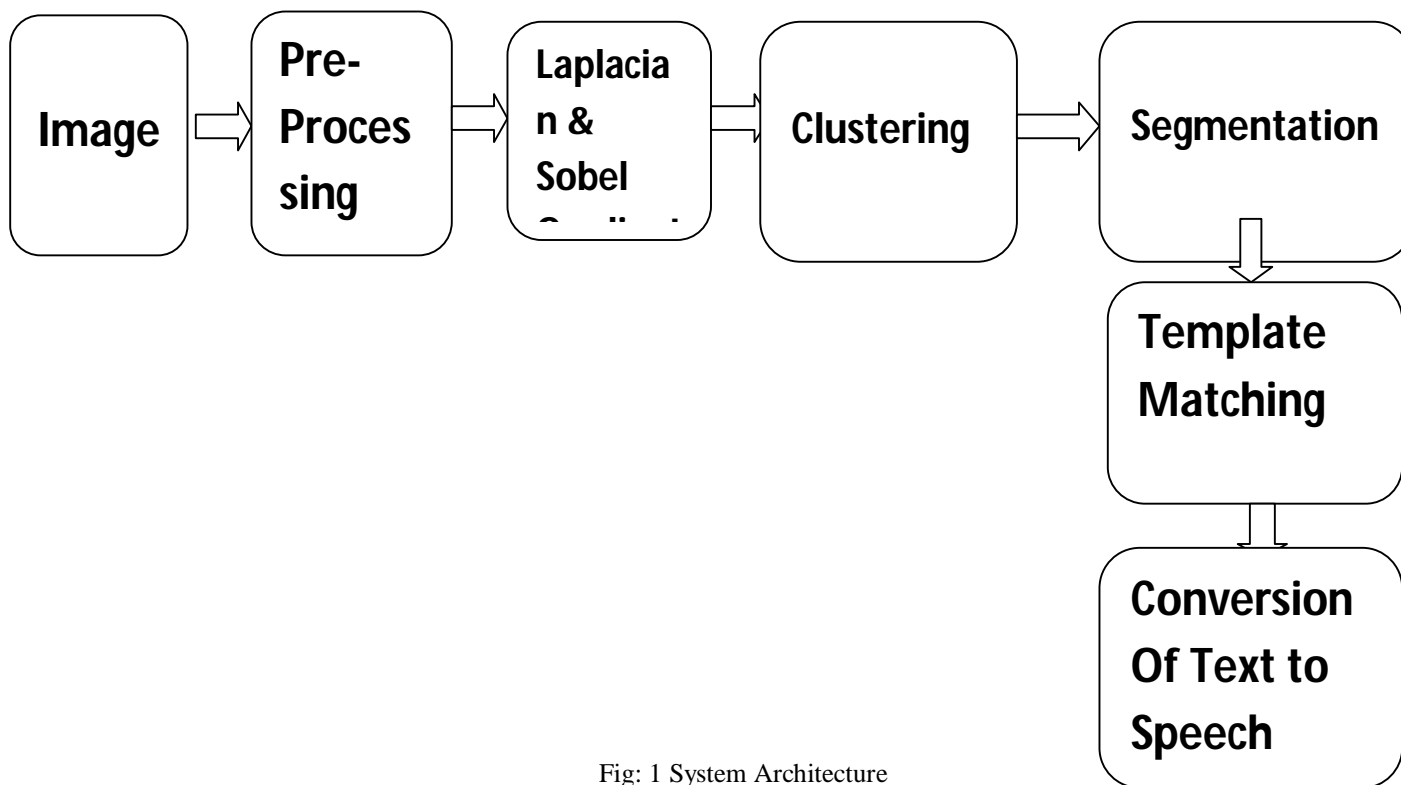 Image
Pre-
Proces
sing
Laplacia
n &
Sobel
Clustering
Segmentation
Template
Matching
Conversion
Of Text to
Speech
Fig: 1 System Architecture